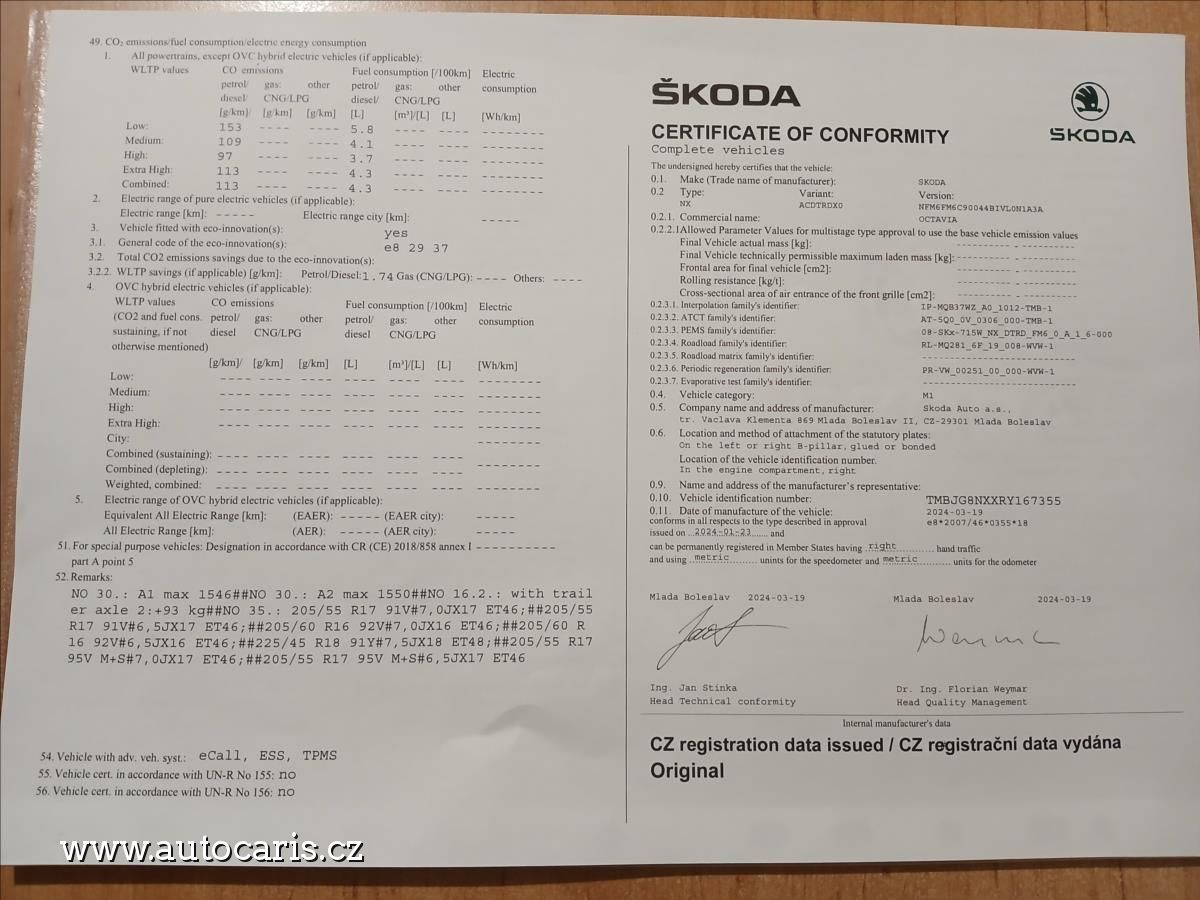 49. CO₂ emissions/fuel consumption/electric energy consumption
1. All powertrains, except OVC hybrid electric vehicles (if applicable):
WLTP values CO emissions Fuel consumption [/100km] Electric
petrol/ gas: other petrol/ gas: other consumption
diesel/ CNG/LPG diesel/ CNG/LPG
[g/km]/ [g/km] [g/km] [L] [m³]/[L] [L] [Wh/km]
Low: 153 ---- ---- 5.8 ---- ---- --------
Medium: 109 ---- ---- 4.1 ---- ---- --------
High: 97 ---- ---- 3.7 ---- ---- --------
Extra High: 113 ---- ---- 4.3 ---- ---- --------
Combined: 113 ---- ---- 4.3 ---- ---- --------
2. Electric range of pure electric vehicles (if applicable):
Electric range [km]: ----- Electric range city [km]: -----
3. Vehicle fitted with eco-innovation(s): yes
3.1. General code of the eco-innovation(s): e8 29 37
3.2. Total CO2 emissions savings due to the eco-innovation(s):
3.2.2. WLTP savings (if applicable) [g/km]: Petrol/Diesel: 1.74 Gas (CNG/LPG): ---- Others: ----
4. OVC hybrid electric vehicles (if applicable):
WLTP values CO emissions Fuel consumption [/100km] Electric
(CO2 and fuel cons. petrol/ gas: other petrol/ gas: other consumption
sustaining, if not diesel CNG/LPG diesel CNG/LPG
otherwise mentioned)
[g/km]/ [g/km] [g/km] [L] [m³]/[L] [L] [Wh/km]
Low: ---- ---- ---- ---- ---- ---- --------
Medium: ---- ---- ---- ---- ---- ---- --------
High: ---- ---- ---- ---- ---- ---- --------
Extra High: ---- ---- ---- ---- ---- ---- --------
City: --------
Combined (sustaining): ---- ---- ---- ---- ---- ----
Combined (depleting): ---- ---- ---- ---- ---- ---- --------
Weighted, combined: ---- ---- ---- ---- ---- ---- --------
5. Electric range of OVC hybrid electric vehicles (if applicable):
Equivalent All Electric Range [km]: (EAER): ----- (EAER city): -----
All Electric Range [km]: (AER): ----- (AER city): -----
51. For special purpose vehicles: Designation in accordance with CR (CE) 2018/858 annex I ----------
part A point 5
52. Remarks:
NO 30.: A1 max 1546##NO 30.: A2 max 1550##NO 16.2.: with trail
er axle 2:+93 kg##NO 35.: 205/55 R17 91V#7,0JX17 ET46;##205/55
R17 91V#6,5JX17 ET46;##205/60 R16 92V#7,0JX16 ET46;##205/60 R
16 92V#6,5JX16 ET46;##225/45 R18 91Y#7,5JX18 ET48;##205/55 R17
95V M+S#7,0JX17 ET46;##205/55 R17 95V M+S#6,5JX17 ET46
54. Vehicle with adv. veh. syst.: eCall, ESS, TPMS
55. Vehicle cert. in accordance with UN-R No 155: no
56. Vehicle cert. in accordance with UN-R No 156: no
www.autocaris.cz
ŠKODA
SKODA
CERTIFICATE OF CONFORMITY
Complete vehicles
The undersigned hereby certifies that the vehicle:
0.1. Make (Trade name of manufacturer): SKODA
0.2 Type: Variant: Version:
NX ACDTRDX0 NFM6FM6C90044BIVL0N1A3A
0.2.1. Commercial name: OCTAVIA
0.2.2.1Allowed Parameter Values for multistage type approval to use the base vehicle emission values
Final Vehicle actual mass [kg]: -------- - --------
Final Vehicle technically permissible maximum laden mass [kg]: -------- - --------
Frontal area for final vehicle [cm2]: -------- - --------
Rolling resistance [kg/t]: -------- - --------
Cross-sectional area of air entrance of the front grille [cm2]: -------- - --------
0.2.3.1. Interpolation family's identifier: IP-MQB37WZ_A0_1012-TMB-1
0.2.3.2. ATCT family's identifier: AT-5Q0_0V_0306_000-TMB-1
0.2.3.3. PEMS family's identifier: 08-SKx-715W_NX_DTRD_FM6_0_A_1_6-000
0.2.3.4. Roadload family's identifier: RL-MQ281_6F_19_008-WVW-1
0.2.3.5. Roadload matrix family's identifier: ------------------------
0.2.3.6. Periodic regeneration family's identifier: PR-VW_00251_00_000-WVW-1
0.2.3.7. Evaporative test family's identifier: ------------------------
0.4. Vehicle category: M1
0.5. Company name and address of manufacturer: Skoda Auto a.s.,
tr. Vaclava Klementa 869 Mlada Boleslav II, CZ-29301 Mlada Boleslav
0.6. Location and method of attachment of the statutory plates:
On the left or right B-pillar, glued or bonded
Location of the vehicle identification number.
In the engine compartment, right
0.9. Name and address of the manufacturer's representative:
0.10. Vehicle identification number: TMBJG8NXXRY167355
0.11. Date of manufacture of the vehicle: 2024-03-19
conforms in all respects to the type described in approval e8*2007/46*0355*18
issued on ..2024-01-23...... and
can be permanently registered in Member States having ..right........... hand traffic
and using ..metric............ unints for the speedometer and metric............ units for the odometer
Mlada Boleslav 2024-03-19 Mlada Boleslav 2024-03-19
Ing. Jan Stinka Dr. Ing. Florian Weymar
Head Technical conformity Head Quality Management
Internal manufacturer's data
CZ registration data issued / CZ registrační data vydána
Original